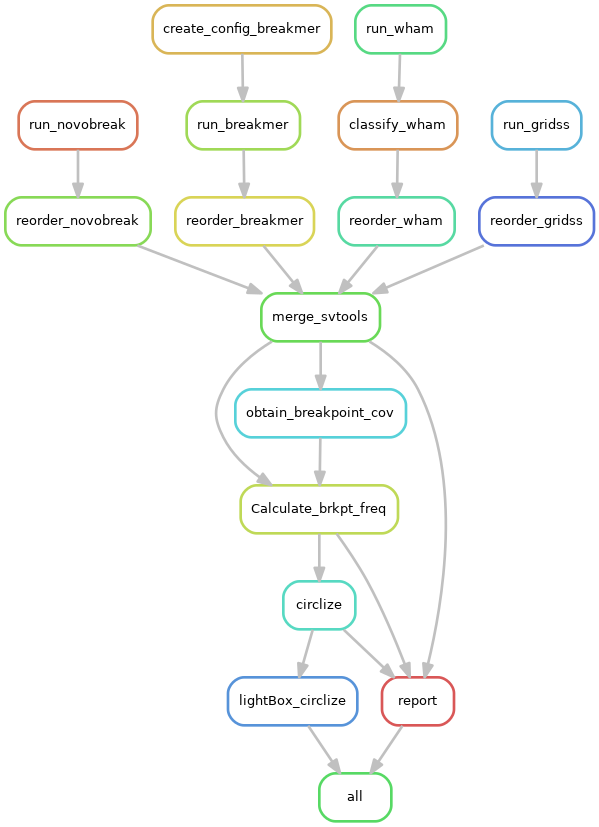 create_config_breakmer
run_wham
run_novobreak
run_breakmer
classify_wham
run_gridss
reorder_novobreak
reorder_breakmer
reorder_wham
reorder_gridss
merge_svtools
obtain_breakpoint_cov
Calculate_brkpt_freq
circlize
lightBox_circlize
report
all